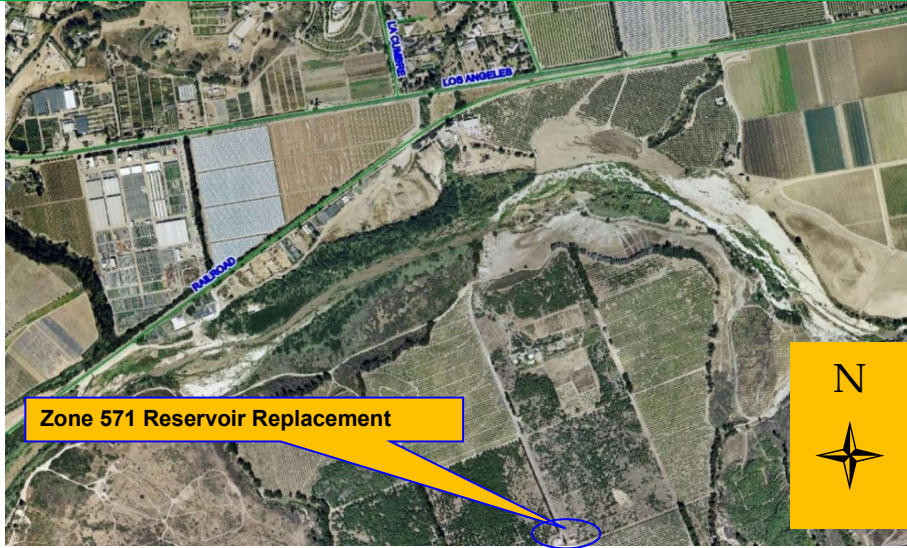 LA CUMBRE
LOS ANGELES
RAILROAD
Zone 571 Reservoir Replacement
N